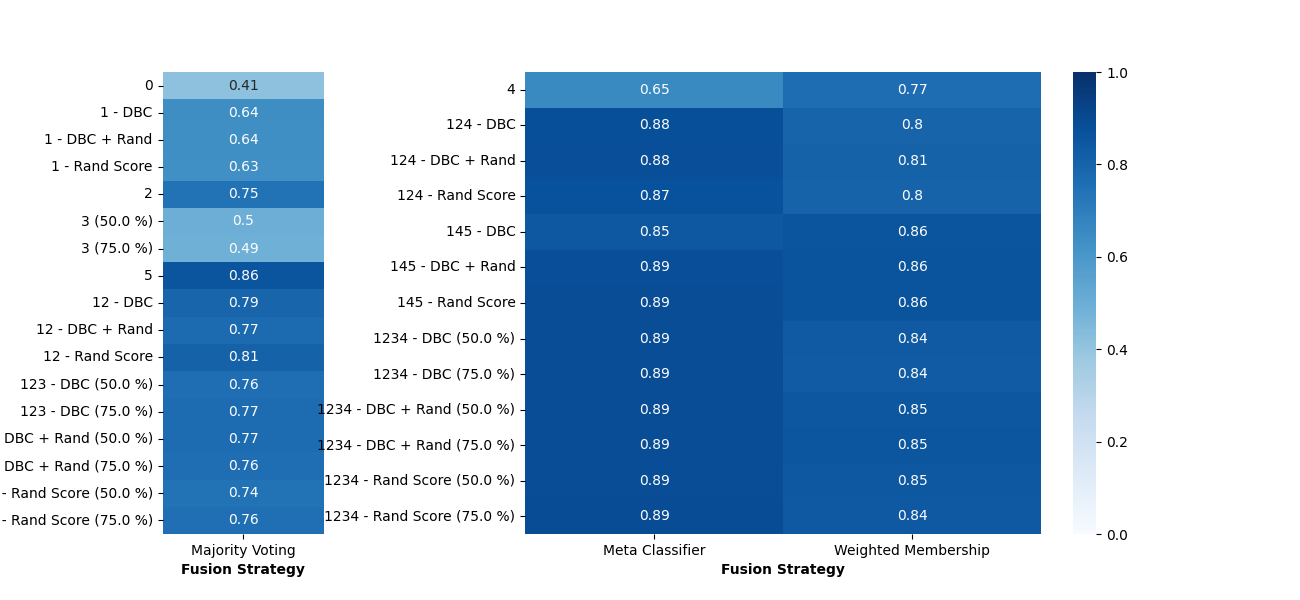 0 0.41
1 - DBC 0.64
1 - DBC + Rand 0.64
1 - Rand Score 0.63
2 0.75
3 (50.0 %) 0.5
3 (75.0 %) 0.49
5 0.86
12 - DBC 0.79
12 - DBC + Rand 0.77
12 - Rand Score 0.81
123 - DBC (50.0 %) 0.76
123 - DBC (75.0 %) 0.77
DBC + Rand (50.0 %) 0.77
DBC + Rand (75.0 %) 0.76
- Rand Score (50.0 %) 0.74
- Rand Score (75.0 %) 0.76
Majority Voting
Fusion Strategy
4 0.65 0.77
124 - DBC 0.88 0.8
124 - DBC + Rand 0.88 0.81
124 - Rand Score 0.87 0.8
145 - DBC 0.85 0.86
145 - DBC + Rand 0.89 0.86
145 - Rand Score 0.89 0.86
1234 - DBC (50.0 %) 0.89 0.84
1234 - DBC (75.0 %) 0.89 0.84
1234 - DBC + Rand (50.0 %) 0.89 0.85
1234 - DBC + Rand (75.0 %) 0.89 0.85
1234 - Rand Score (50.0 %) 0.89 0.85
1234 - Rand Score (75.0 %) 0.89 0.84
Meta Classifier Weighted Membership
Fusion Strategy
1.0
0.8
0.6
0.4
0.2
0.0